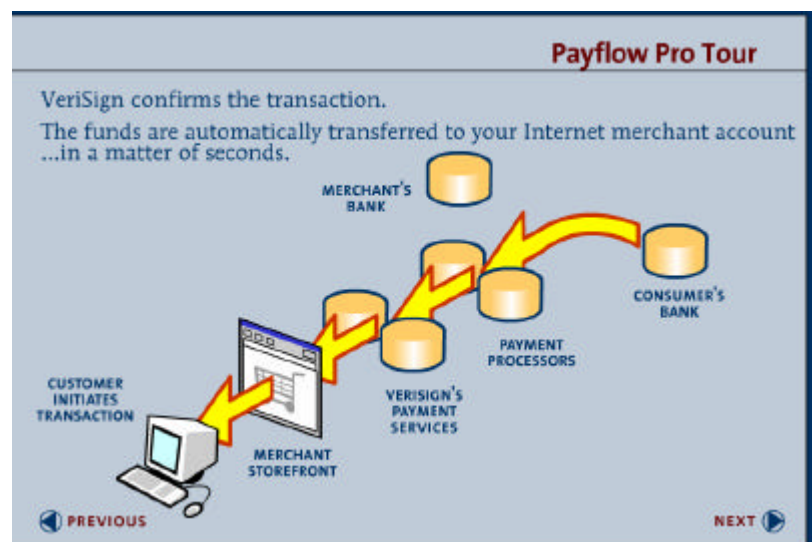 Payflow Pro Tour
VeriSign confirms the transaction.
The funds are automatically transferred to your Internet merchant account
...in a matter of seconds.
MERCHANT'S
BANK
CONSUMER'S
BANK
PAYMENT
PROCESSORS
VERISIGN'S
PAYMENT
SERVICES
CUSTOMER
INITIATES
TRANSACTION
MERCHANT
STOREFRONT
PREVIOUS
NEXT